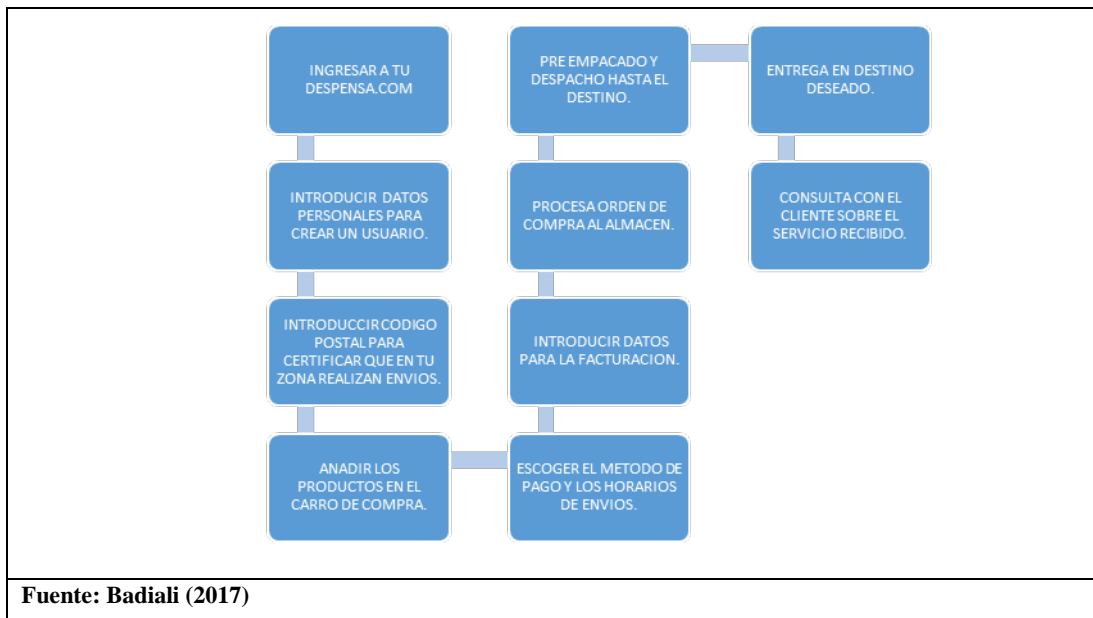 INGRESAR A TU
DESPENSA.COM
INTRODUCIR DATOS
PERSONALES PARA
CREAR UN USUARIO.
INTRODUCCIR CODIGO
POSTAL PARA
CERTIFICAR QUE EN TU
ZONA REALIZAN ENVIOS.
ANADIR LOS
PRODUCTOS EN EL
CARRO DE COMPRA.
ESCOGER EL METODO DE
PAGO Y LOS HORARIOS
DE ENVIOS.
INTRODUCIR DATOS
PARA LA FACTURACION.
PROCESA ORDEN DE
COMPRA AL ALMACEN.
PRE EMPACADO Y
DESPACHO HASTA EL
DESTINO.
ENTREGA EN DESTINO
DESEADO.
CONSULTA CON EL
CLIENTE SOBRE EL
SERVICIO RECIBIDO.
Fuente: Badiali (2017)